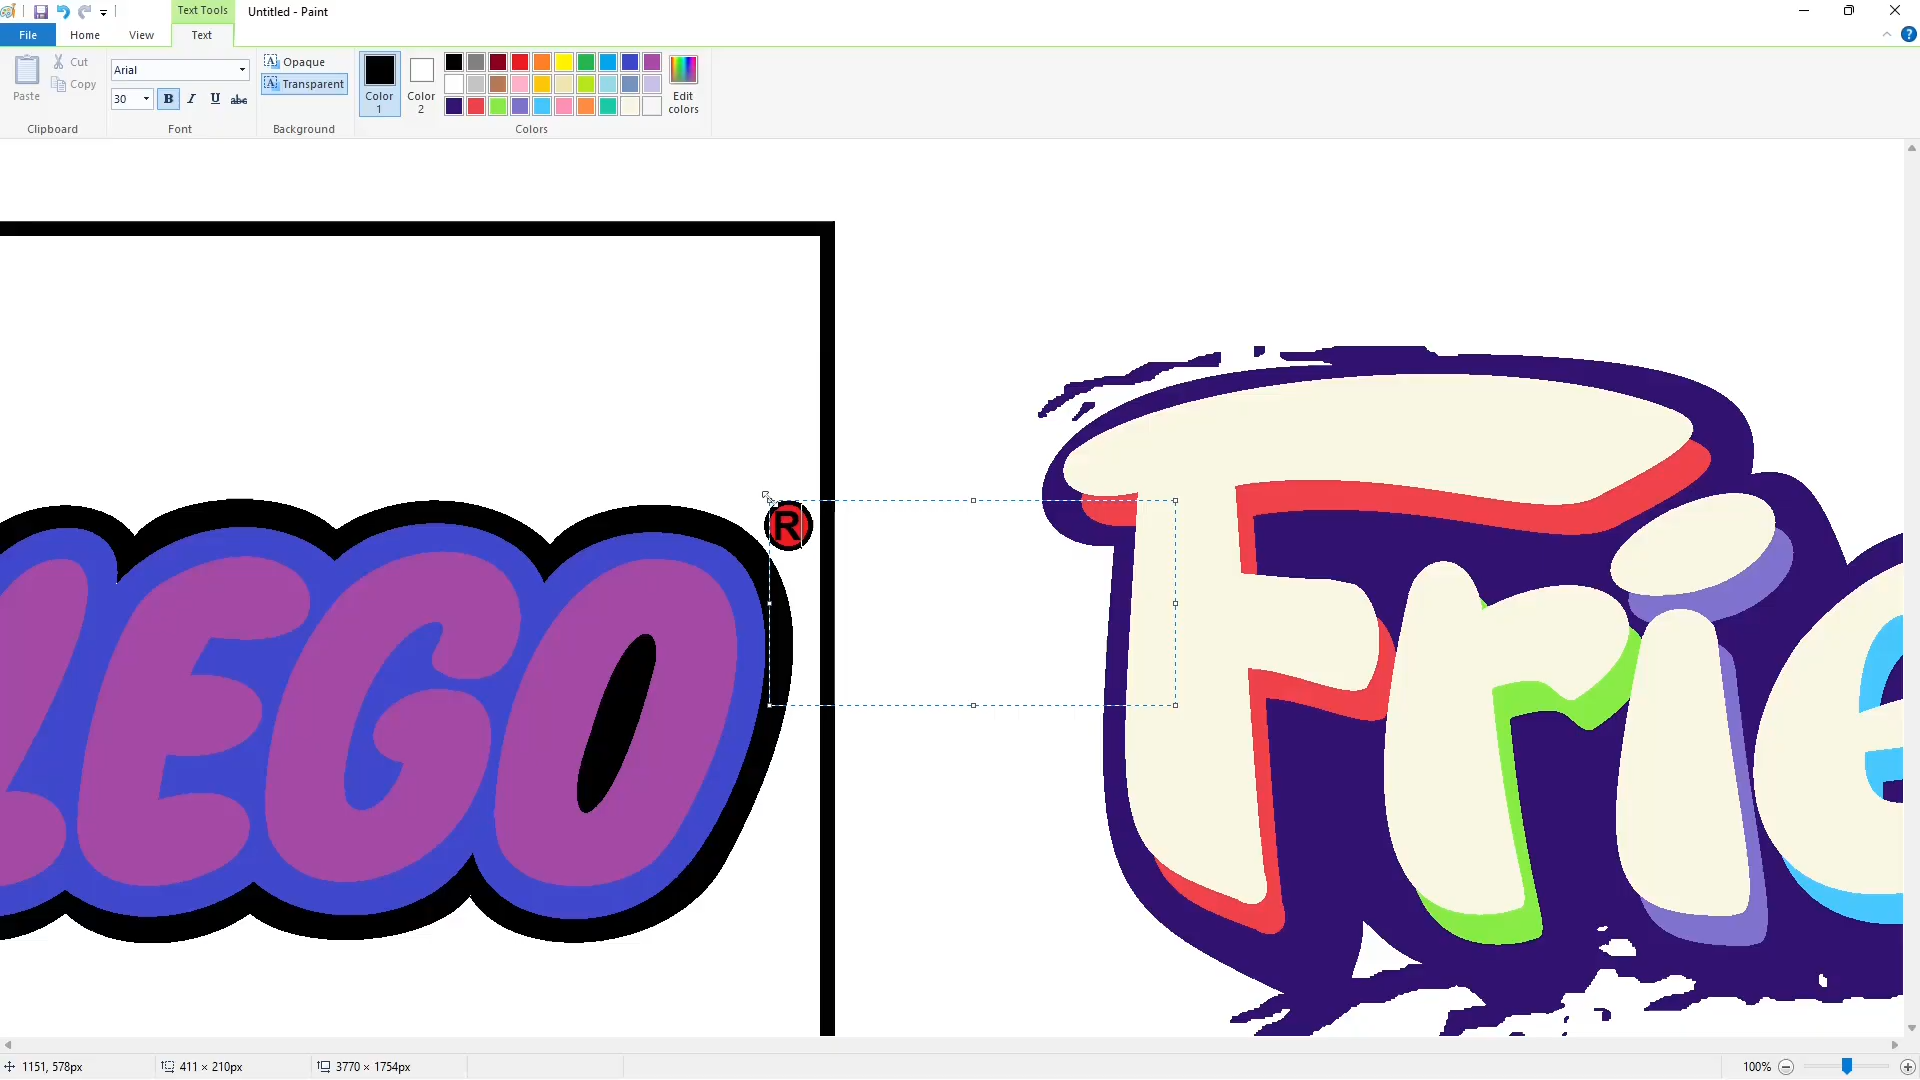 Text Tools
Untitled - Paint
File
Home
View
Text
Paste
Cut
Copy
Clipboard
Arial
30
B
I
U
abc
Font
Opaque
Transparent
Background
Color
1
Color
2
Edit
colors
Colors
LEGO
R
Frie
1151, 578px
411 × 210px
3770 × 1754px
100%